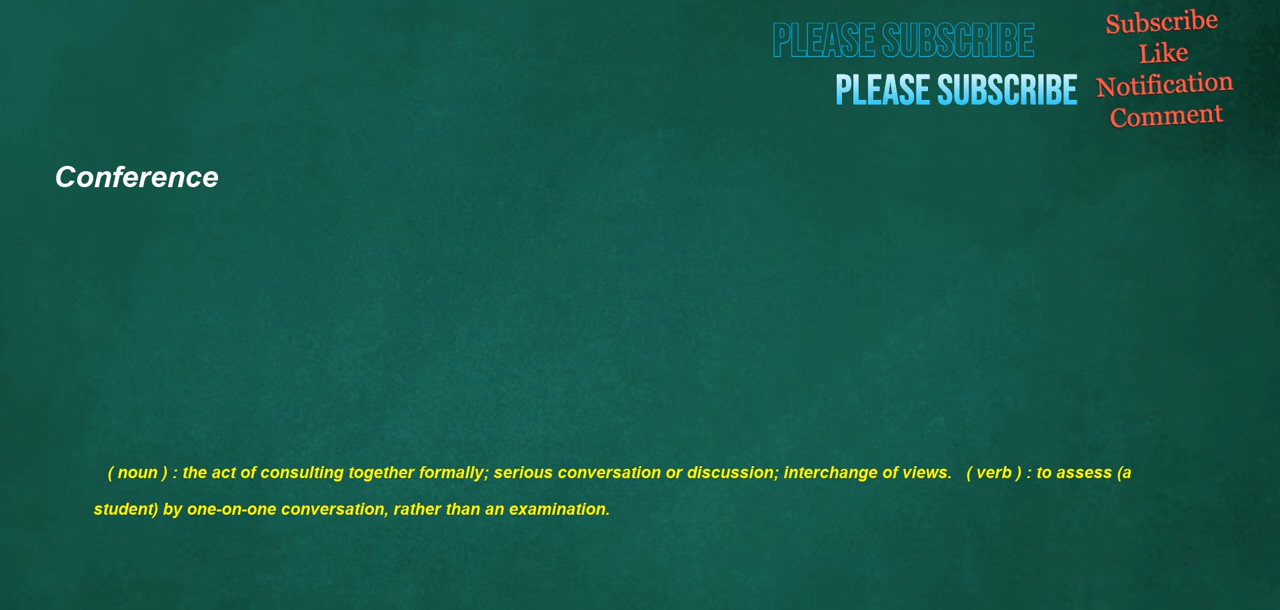 PLEASE SUBSCRIBE
PLEASE SUBSCRIBE
Subscribe
Like
Notification
Comment
Conference
( noun ) : the act of consulting together formally; serious conversation or discussion; interchange of views. ( verb ) : to assess (a
student) by one-on-one conversation, rather than an examination.